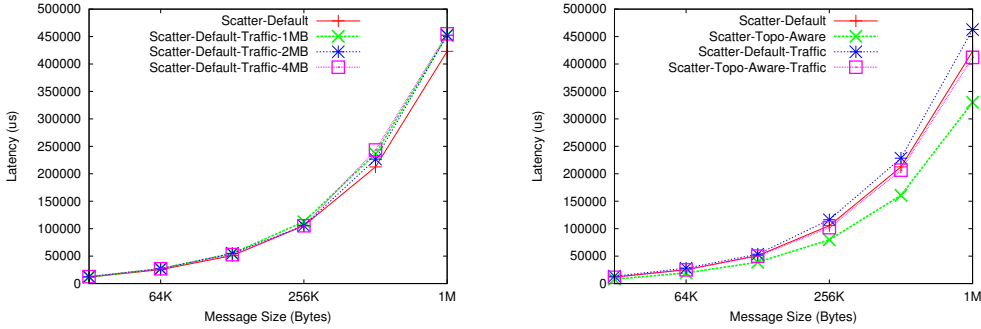 500000
450000
400000
350000
300000
250000
200000
150000
100000
50000
0
Latency (us)
Scatter-Default
Scatter-Default-Traffic-1MB
Scatter-Default-Traffic-2MB
Scatter-Default-Traffic-4MB
64K 256K 1M
Message Size (Bytes)
500000
450000
400000
350000
300000
250000
200000
150000
100000
50000
0
Latency (us)
Scatter-Default
Scatter-Topo-Aware
Scatter-Default-Traffic
Scatter-Topo-Aware-Traffic
64K 256K 1M
Message Size (Bytes)